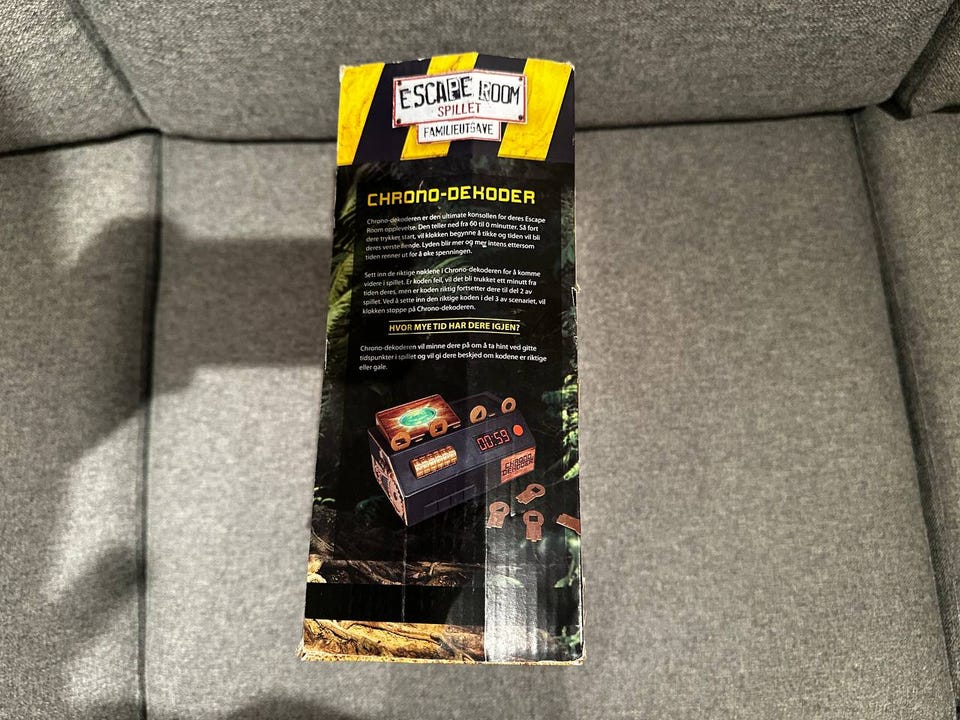 ESCAPE ROOM
SPILLET
FAMILIEUTGAVE
CHRONO-DEKODER
Chrono-dekoderen er den ultimate konsollen for deres Escape
Room opplevelse. Den teller ned fra 60 til 0 minutter. Så fort
dere trykker start, vil klokken begynne å tikke og tiden vil bli
deres verste fiende. Lyden blir mer og mer intens ettersom
tiden renner ut for å øke spenningen.
Sett inn de riktige nøklene i Chrono-dekoderen for å komme
videre i spillet. Er koden feil, vil det bli trukket ett minutt fra
tiden deres, men er koden riktig fortsetter dere til del 2 av
spillet. Ved å sette inn den riktige koden i del 3 av scenariet, vil
klokken stoppe på Chrono-dekoderen.
HVOR MYE TID HAR DERE IGJEN?
Chrono-dekoderen vil minne dere på om å ta hint ved gitte
tidspunkter i spillet og vil gi dere beskjed om kodene er riktige
eller gale.
00:59
CHRONO
DECODER